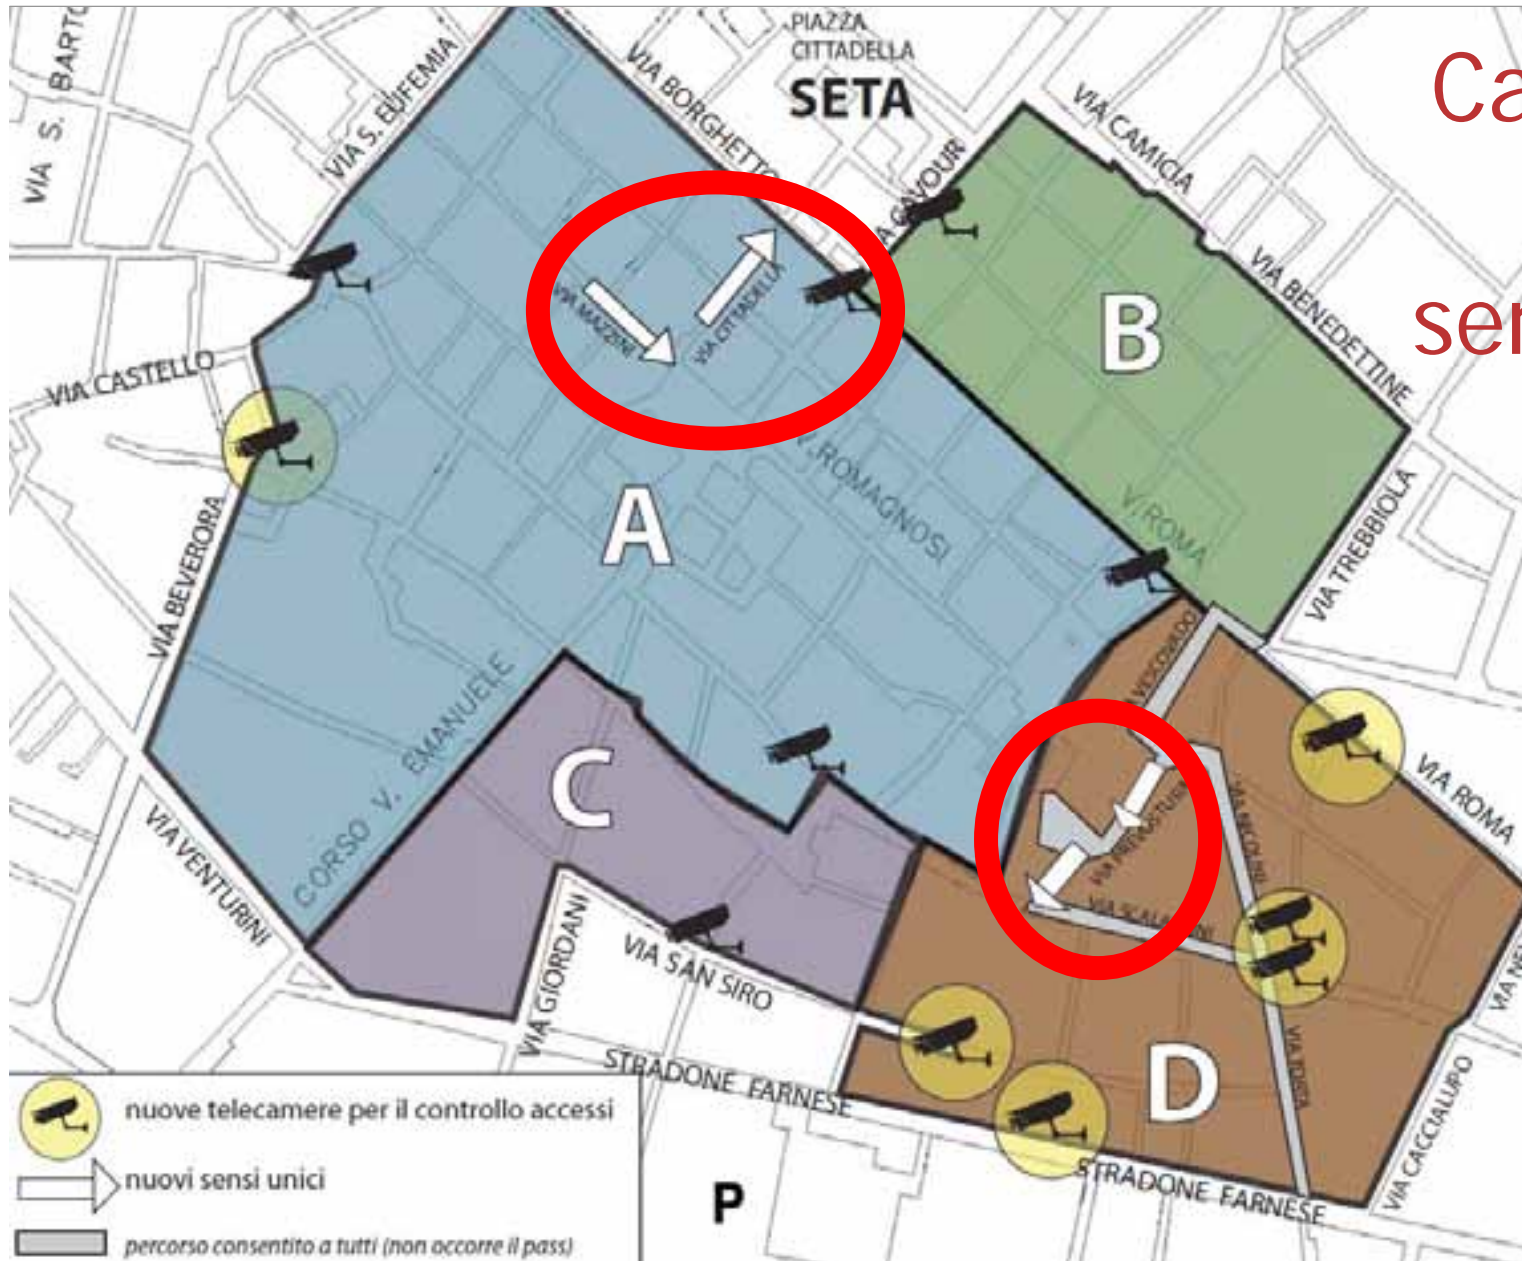 VIA S. BARTO
VIA S. EUFEMIA
VIA BORGHETTO
PIAZZA
CITTADELLA
SETA
VIA CAVOUR
VIA CAMICIA
VIA BENEDETTINE
Ca
ser
VIA MAZZINI
VIA CITTADELLA
B
VIA CASTELLO
A
V. ROMAGNOSI
V. ROMA
VIA TREBBIOLA
VIA BEVERORA
CORSO V. EMANUELE
C
VIA VENTURINI
VIA GIORDANI
VIA SAN SIRO
VIA ROMA
D
STRADONE FARNESE
STRADONE FARNESE
VIA CACCIALUPO
P
nuove telecamere per il controllo accessi
nuovi sensi unici
percorso consentito a tutti (non occorre il pass)